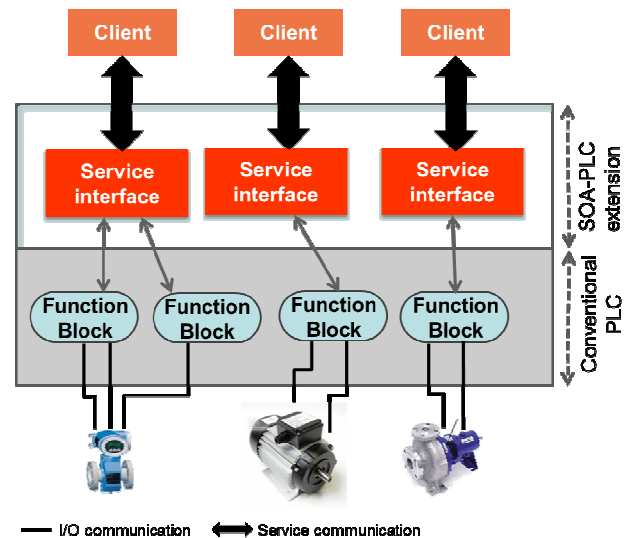 Client
Client
Client
Service
interface
Service
interface
Service
interface
SOA-PLC
extension
Function
Block
Function
Block
Function
Block
Function
Block
Conventional
PLC
I/O communication
Service communication